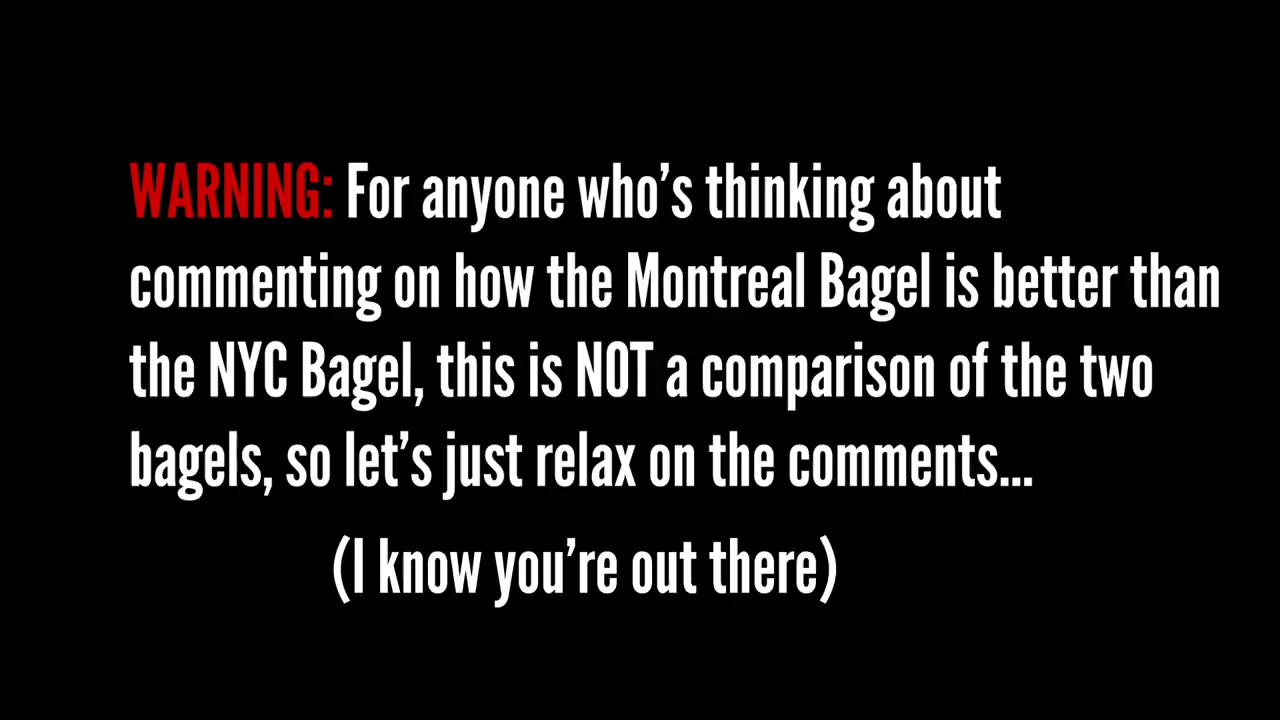 WARNING: For anyone who’s thinking about
commenting on how the Montreal Bagel is better than
the NYC Bagel, this is NOT a comparison of the two
bagels, so let’s just relax on the comments...
(I know you’re out there)